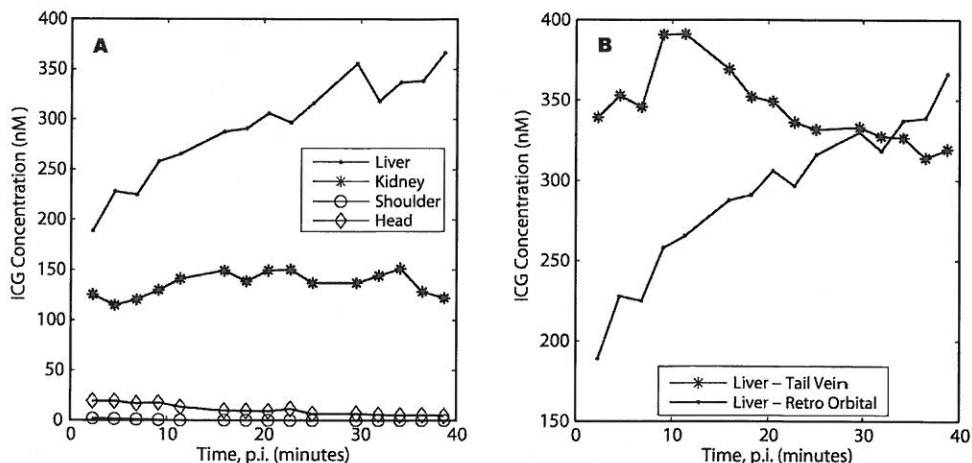 A
ICG Concentration (nM)
400
350
300
250
200
150
100
50
0
Liver
Kidney
Shoulder
Head
0
10
20
30
40
Time, p.i. (minutes)
B
ICG Concentration (nM)
400
350
300
250
200
150
Liver – Tail Vein
Liver – Retro Orbital
0
10
20
30
40
Time, p.i. (minutes)